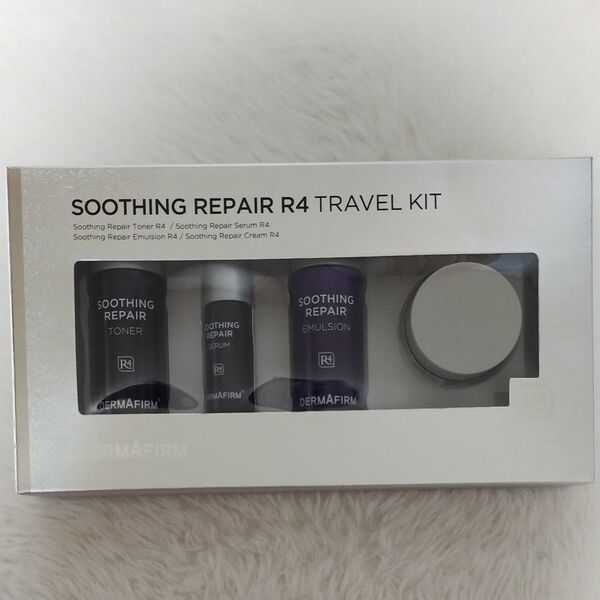 SOOTHING REPAIR R4 TRAVEL KIT
Soothing Repair Toner R4 / Soothing Repair Serum R4
Soothing Repair Emulsion R4 / Soothing Repair Cream R4
SOOTHING
REPAIR
TONER
R4
DERMAFIRM
SOOTHING
REPAIR
SERUM
R4
DERMAFIRM
SOOTHING
REPAIR
EMULSION
R4
DERMAFIRM
DERMAFIRM